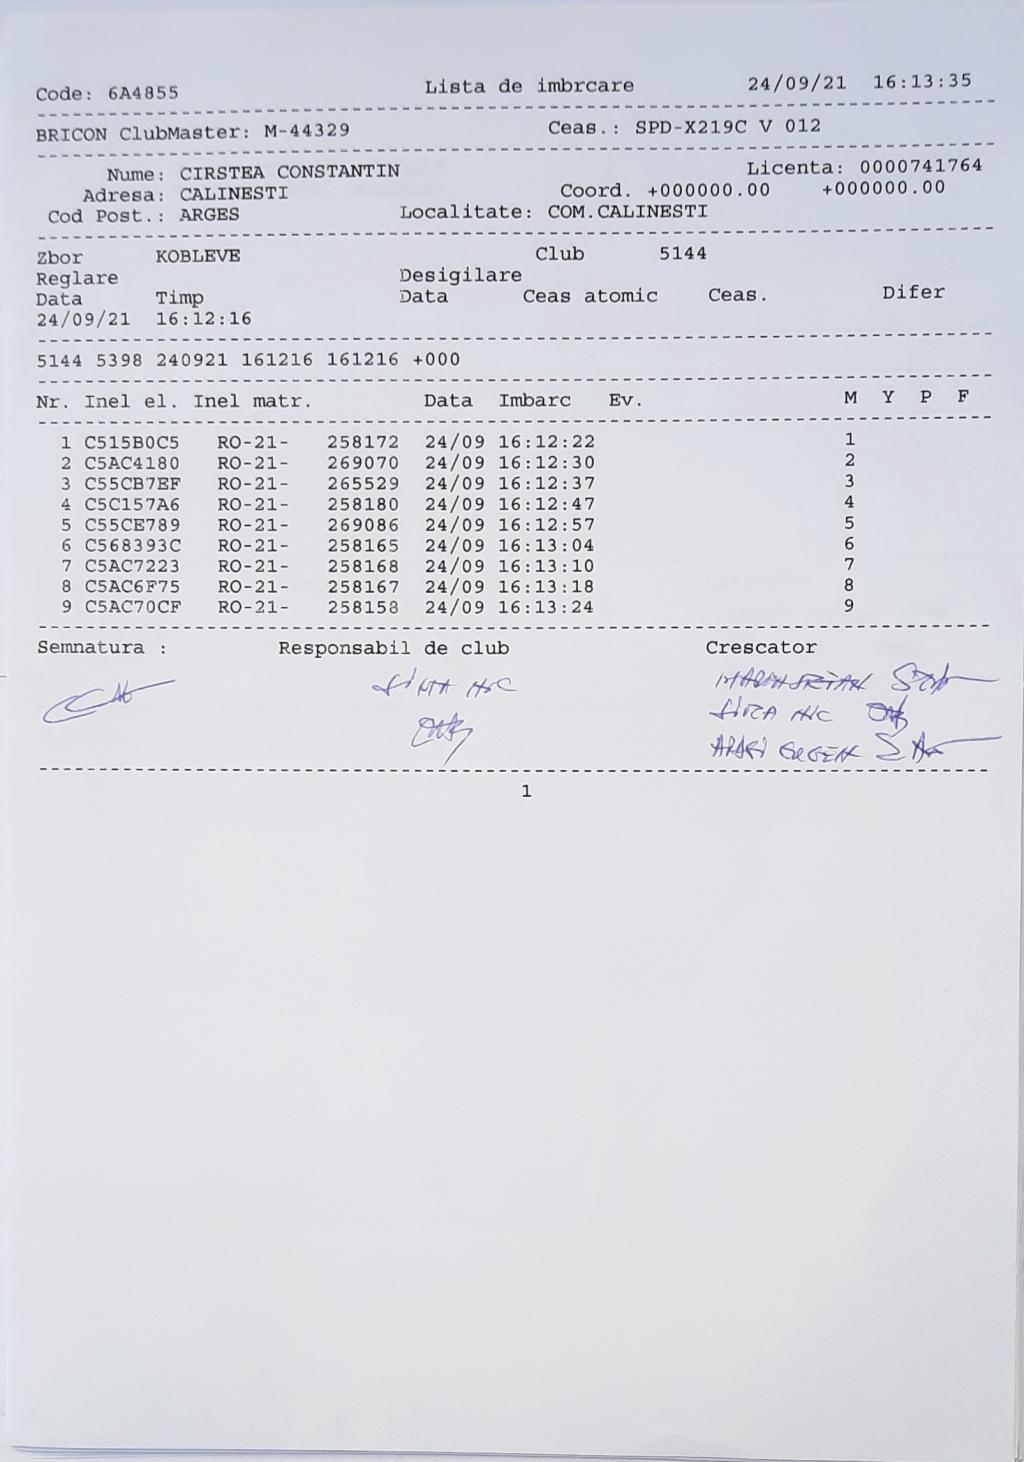 Code: 6A4855 Lista de imbrcare 24/09/21 16:13:35
BRICON ClubMaster: M-44329 Ceas.: SPD-X219C V 012
Nume: CIRSTEA CONSTANTIN Licenta: 0000741764
Adresa: CALINESTI Coord. +000000.00 +000000.00
Cod Post.: ARGES Localitate: COM.CALINESTI
Zbor KOBLEVE Club 5144
Reglare Desigilare
Data Timp Data Ceas atomic Ceas. Difer
24/09/21 16:12:16
5144 5398 240921 161216 161216 +000
Nr. Inel el. Inel matr. Data Imbarc Ev. M Y P F
1 C515B0C5 RO-21- 258172 24/09 16:12:22 1
2 C5AC4180 RO-21- 269070 24/09 16:12:30 2
3 C55CB7EF RO-21- 265529 24/09 16:12:37 3
4 C5C157A6 RO-21- 258180 24/09 16:12:47 4
5 C55CE789 RO-21- 269086 24/09 16:12:57 5
6 C568393C RO-21- 258165 24/09 16:13:04 6
7 C5AC7223 RO-21- 258168 24/09 16:13:10 7
8 C5AC6F75 RO-21- 258167 24/09 16:13:18 8
9 C5AC70CF RO-21- 258158 24/09 16:13:24 9
Semnatura : Responsabil de club Crescator
1